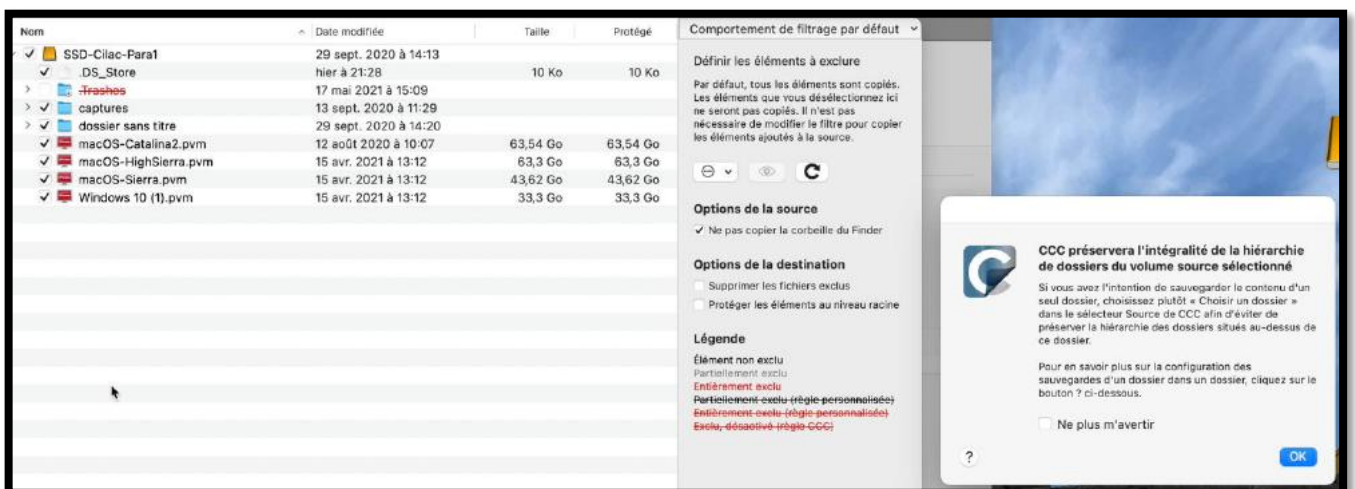 Nom Date modifiée Taille Protégé
SSD-Cilac-Para1 29 sept. 2020 à 14:13
.DS_Store hier à 21:28 10 Ko 10 Ko
.Trashes 17 mai 2021 à 15:09
captures 13 sept. 2020 à 11:29
dossier sans titre 29 sept. 2020 à 14:20
macOS-Catalina2.pvm 12 août 2020 à 10:07 63,54 Go 63,54 Go
macOS-HighSierra.pvm 15 avr. 2021 à 13:12 63,3 Go 63,3 Go
macOS-Sierra.pvm 15 avr. 2021 à 13:12 43,62 Go 43,62 Go
Windows 10 (1).pvm 15 avr. 2021 à 13:12 33,3 Go 33,3 Go
Comportement de filtrage par défaut
Définir les éléments à exclure
Par défaut, tous les éléments sont copiés.
Les éléments que vous désélectionnez ici
ne seront pas copiés. Il n'est pas
nécessaire de modifier le filtre pour copier
les éléments ajoutés à la source.
Options de la source
Ne pas copier la corbeille du Finder
Options de la destination
Supprimer les fichiers exclus
Protéger les éléments au niveau racine
Légende
Élément non exclu
Partiellement exclu
Entièrement exclu
Partiellement exclu (règle personnalisée)
Entièrement exclu (règle personnalisée)
Exclu, désactivé (règle CCC)
CCC préservera l'intégralité de la hiérarchie
de dossiers du volume source sélectionné
Si vous avez l'intention de sauvegarder le contenu d'un
seul dossier, choisissez plutôt « Choisir un dossier »
dans le sélecteur Source de CCC afin d'éviter de
préserver la hiérarchie des dossiers situés au-dessus de
ce dossier.
Pour en savoir plus sur la configuration des
sauvegardes d'un dossier dans un dossier, cliquez sur le
bouton ? ci-dessous.
Ne plus m'avertir
? OK